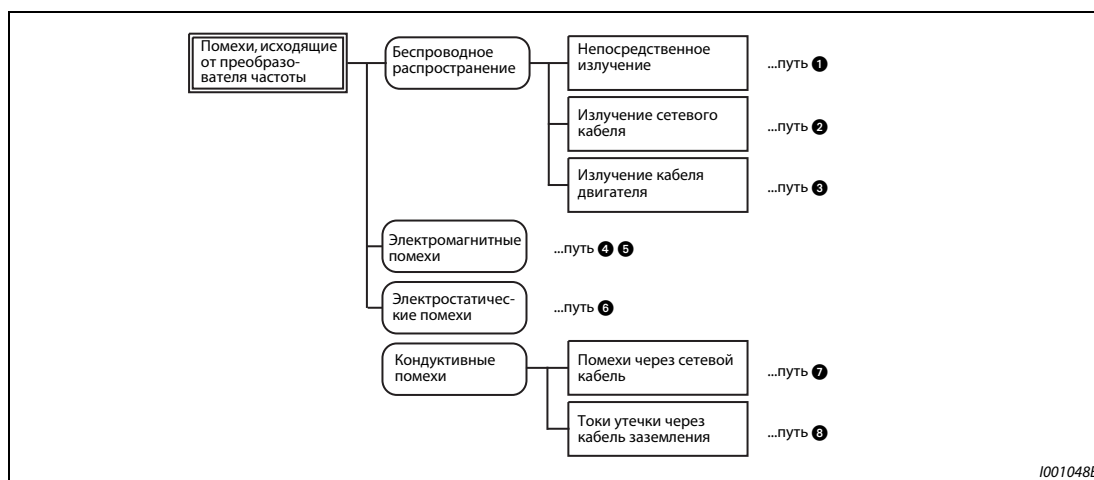 Помехи, исходящие
от преобразо-
вателя частоты
Беспроводное
распространение
Непосредственное
излучение
...путь ❶
Излучение сетевого
кабеля
...путь ❷
Излучение кабеля
двигателя
...путь ❸
Электромагнитные
помехи
...путь ❹ ❺
Электростатичес-
кие помехи
...путь ❻
Кондуктивные
помехи
Помехи через сетевой
кабель
...путь ❼
Токи утечки через
кабель заземления
...путь ❽
I001048E